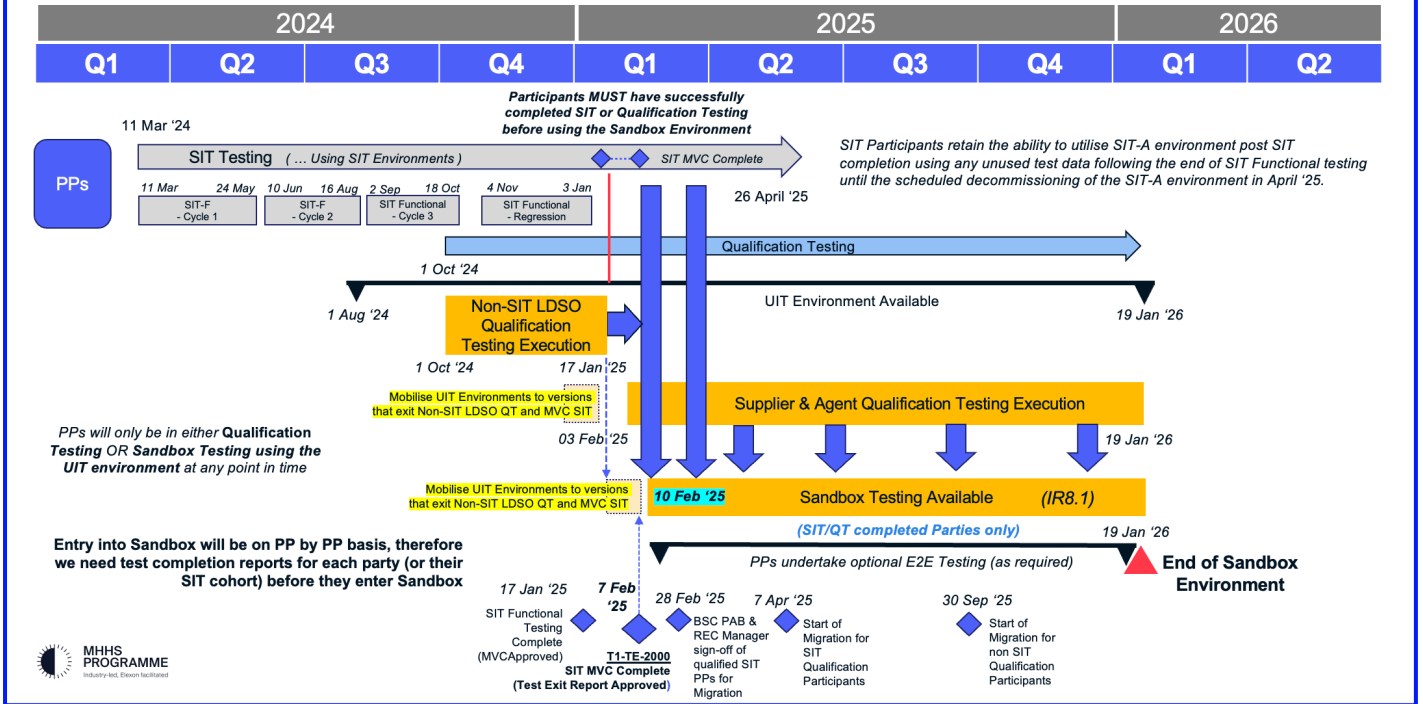 2024
2025
2026
Q1
Q2
Q3
Q4
Q1
Q2
Q3
Q4
Q1
Q2
Participants MUST have successfully
completed SIT or Qualification Testing
before using the Sandbox Environment
11 Mar ‘24
PPs
SIT Testing ( … Using SIT Environments )
SIT MVC Complete
SIT Participants retain the ability to utilise SIT-A environment post SIT
completion using any unused test data following the end of SIT Functional testing
until the scheduled decommissioning of the SIT-A environment in April ‘25.
11 Mar
24 May
10 Jun
16 Aug
2 Sep
18 Oct
4 Nov
3 Jan
26 April ‘25
SIT-F
- Cycle 1
SIT-F
- Cycle 2
SIT Functional
- Cycle 3
SIT Functional
- Regression
Qualification Testing
1 Oct ‘24
UIT Environment Available
1 Aug ‘24
19 Jan ‘26
Non-SIT LDSO
Qualification
Testing Execution
1 Oct ‘24
17 Jan ‘25
Mobilise UIT Environments to versions
that exit Non-SIT LDSO QT and MVC SIT
Supplier & Agent Qualification Testing Execution
03 Feb ‘25
19 Jan ‘26
PPs will only be in either Qualification
Testing OR Sandbox Testing using the
UIT environment at any point in time
Mobilise UIT Environments to versions
that exit Non-SIT LDSO QT and MVC SIT
10 Feb ‘25
Sandbox Testing Available
(IR8.1)
(SIT/QT completed Parties only)
19 Jan ‘26
Entry into Sandbox will be on PP by PP basis, therefore
we need test completion reports for each party (or their
SIT cohort) before they enter Sandbox
PPs undertake optional E2E Testing (as required)
End of Sandbox
Environment
17 Jan ‘25
SIT Functional
Testing
Complete
(MVCApproved)
7 Feb
‘25
T1-TE-2000
SIT MVC Complete
(Test Exit Report Approved)
28 Feb ‘25
BSC PAB &
REC Manager
sign-off of
qualified SIT
PPs for
Migration
7 Apr ‘25
Start of
Migration for
SIT
Qualification
Participants
30 Sep ‘25
Start of
Migration for
non SIT
Qualification
Participants
MHHS
PROGRAMME
Industry-led, Elexon facilitated